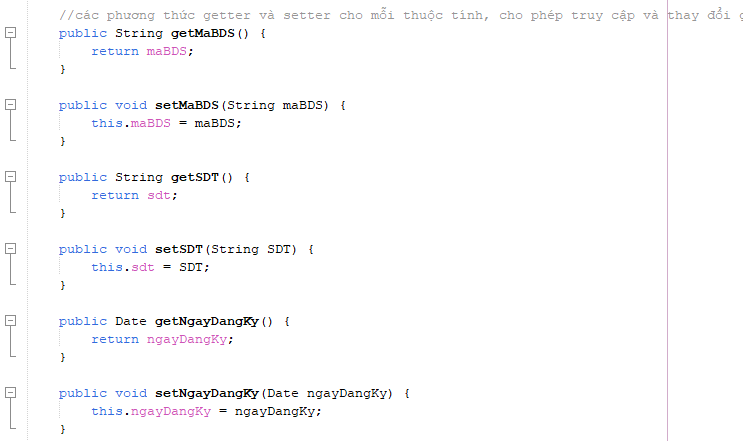 //các phương thức getter và setter cho mỗi thuộc tính, cho phép truy cập và thay đổi
public String getMaBDS() {
return maBDS;
}
public void setMaBDS(String maBDS) {
this.maBDS = maBDS;
}
public String getSDT() {
return sdt;
}
public void setSDT(String SDT) {
this.sdt = SDT;
}
public Date getNgayDangKy() {
return ngayDangKy;
}
public void setNgayDangKy(Date ngayDangKy) {
this.ngayDangKy = ngayDangKy;
}